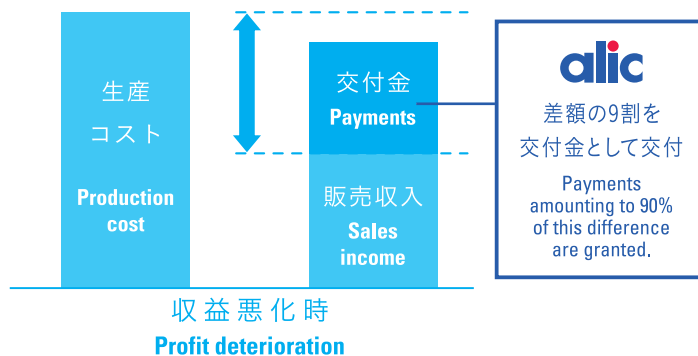 生産
コスト
Production
cost
交付金
Payments
販売収入
Sales
income
alic
差額の9割を
交付金として交付
Payments
amounting to 90%
of this difference
are granted.
収益悪化時
Profit deterioration